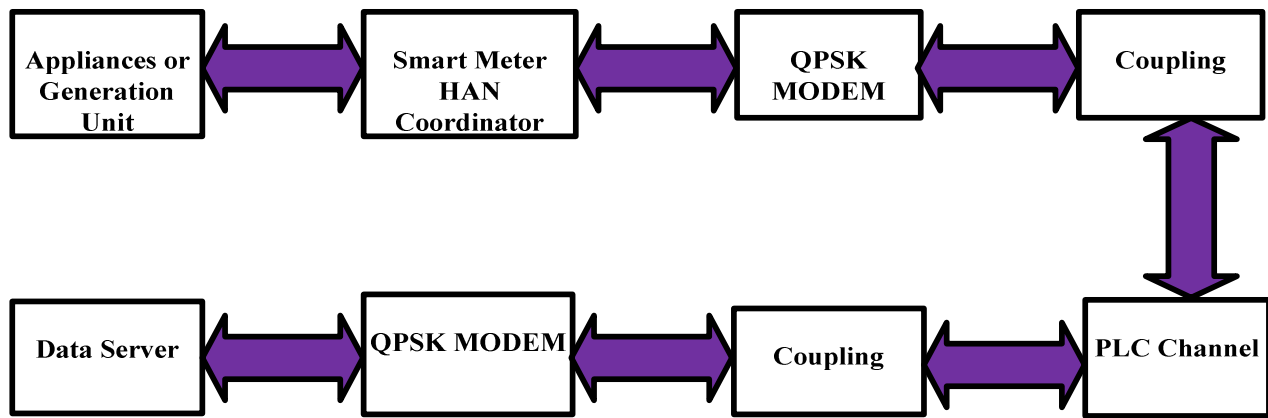 Appliances or
Generation
Unit
Smart Meter
HAN
Coordinator
QPSK
MODEM
Coupling
Data Server
QPSK MODEM
Coupling
PLC Channel